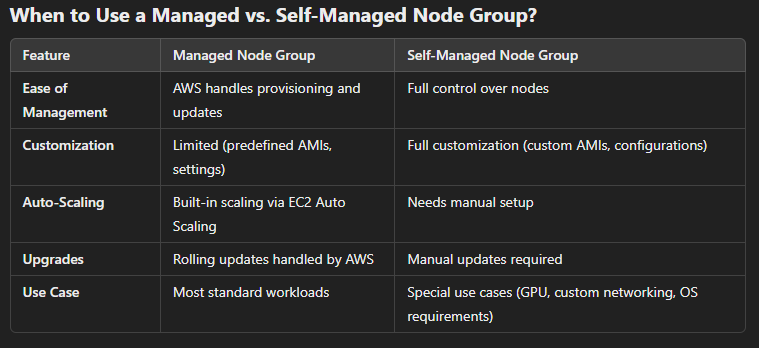 When to Use a Managed vs. Self-Managed Node Group?
Feature Managed Node Group Self-Managed Node Group
Ease of Management AWS handles provisioning and updates Full control over nodes
Customization Limited (predefined AMIs, settings) Full customization (custom AMIs, configurations)
Auto-Scaling Built-in scaling via EC2 Auto Scaling Needs manual setup
Upgrades Rolling updates handled by AWS Manual updates required
Use Case Most standard workloads Special use cases (GPU, custom networking, OS requirements)